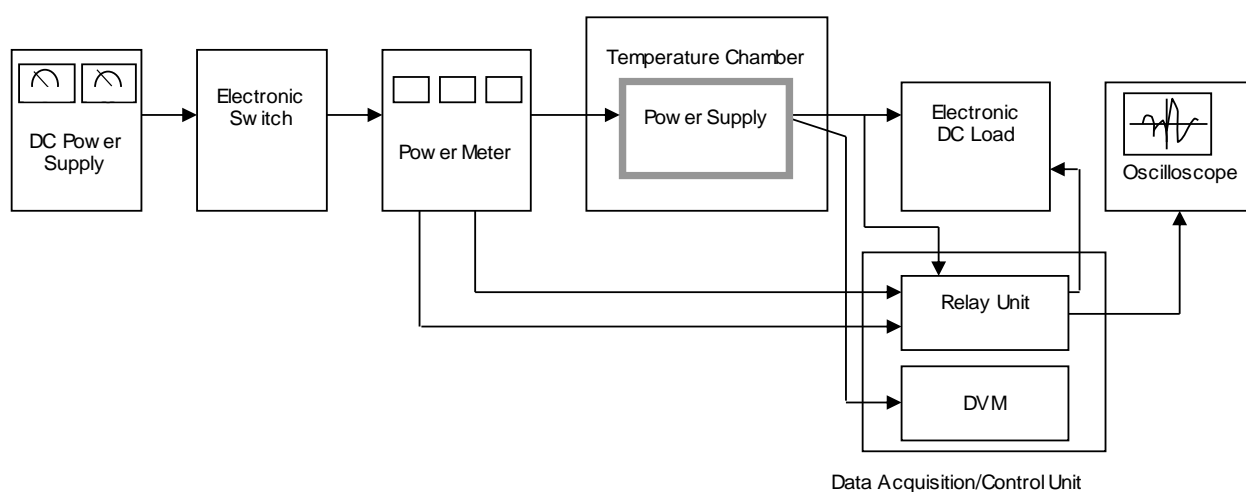 DC Power
Supply
Electronic
Switch
Power Meter
Temperature Chamber
Power Supply
Electronic
DC Load
Oscilloscope
Relay Unit
DVM
Data Acquisition/Control Unit